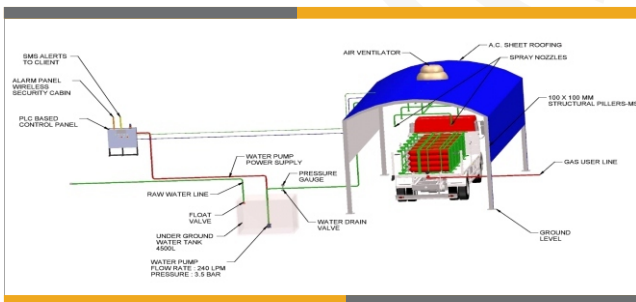 SMS ALERTS
TO CLIENT
ALARM PANEL
WIRELESS
SECURITY CABIN
PLC BASED
CONTROL PANEL
AIR VENTILATOR
A.C. SHEET ROOFING
SPRAY NOZZLES
100 X 100 MM
STRUCTURAL PILLERS-MS
WATER PUMP
POWER SUPPLY
PRESSURE
GAUGE
RAW WATER LINE
GAS USER LINE
FLOAT
VALVE
WATER DRAIN
VALVE
UNDER GROUND
WATER TANK
4500L
GROUND
LEVEL
WATER PUMP
FLOW RATE : 240 LPM
PRESSURE : 3.5 BAR